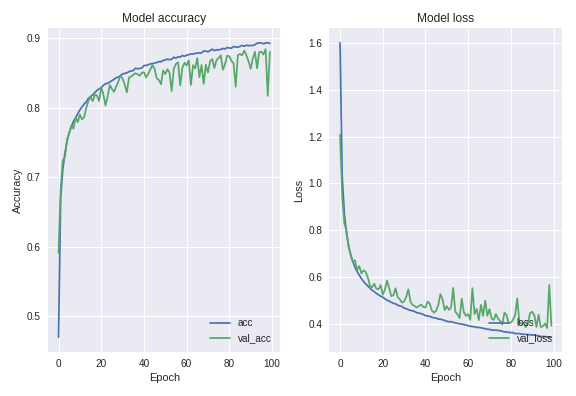 Model accuracy
Accuracy
0.9
0.8
0.7
0.6
0.5
0 20 40 60 80 100
Epoch
acc
val_acc
Model loss
Loss
1.6
1.4
1.2
1.0
0.8
0.6
0.4
0 20 40 60 80 100
Epoch
loss
val_loss